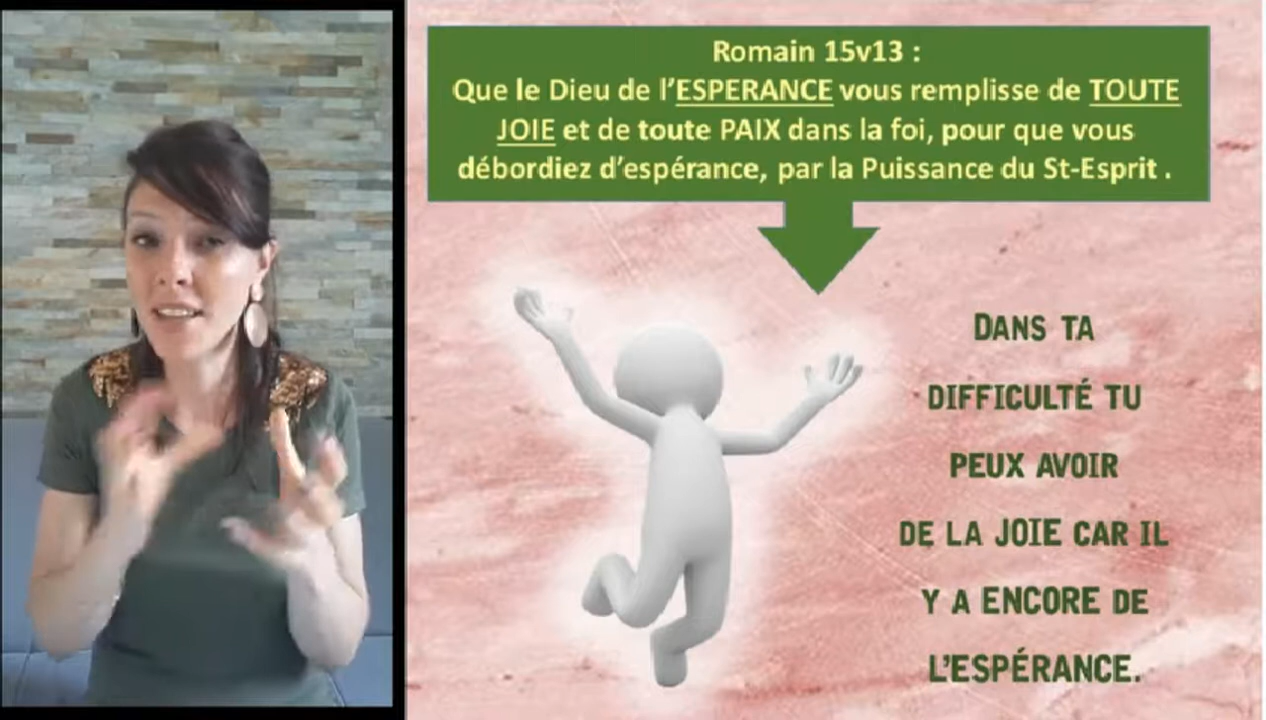 Romain 15v13 :
Que le Dieu de l'ESPERANCE vous remplisse de TOUTE
JOIE et de toute PAIX dans la foi, pour que vous
débordiez d'espérance, par la Puissance du St-Esprit .
DANS TA
DIFFICULTÉ TU
PEUX AVOIR
DE LA JOIE CAR IL
Y A ENCORE DE
L'ESPÉRANCE.